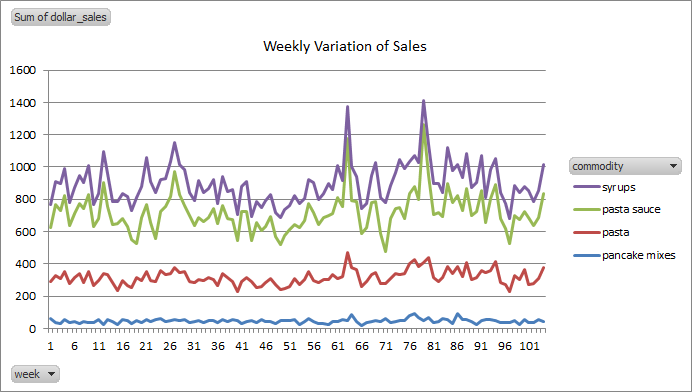 Sum of dollar_sales
Weekly Variation of Sales
1600
1400
1200
1000
800
600
400
200
0
1 6 11 16 21 26 31 36 41 46 51 56 61 66 71 76 81 86 91 96 101
commodity
syrups
pasta sauce
pasta
pancake mixes
week